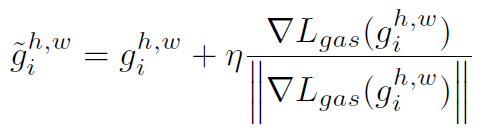 $\tilde{g}_i^{h,w} = g_i^{h,w} + \eta \frac{\nabla L_{gas}(g_i^{h,w})}{\left\| \nabla L_{gas}(g_i^{h,w}) \right\|}$